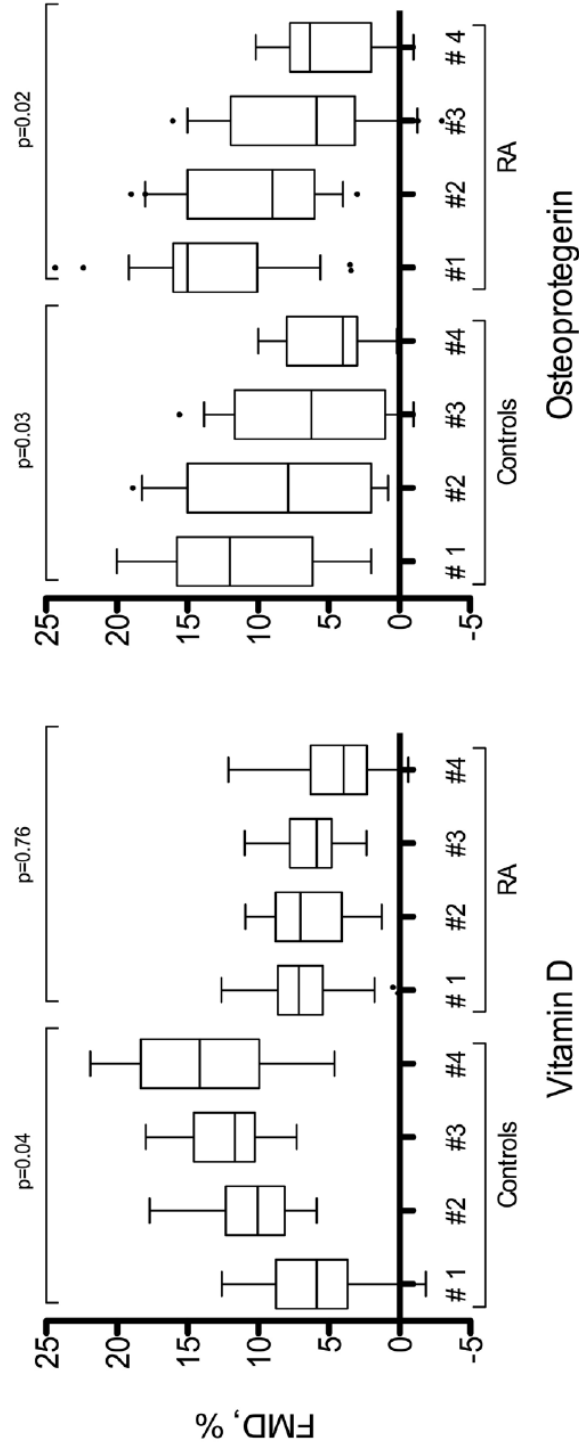 FMD, %
25
20
15
10
5
0
-5
p=0.04
p=0.76
# 1
#2
#3
#4
# 1
#2
#3
#4
Controls
RA
Vitamin D
25
20
15
10
5
0
-5
p=0.03
p=0.02
# 1
#2
#3
#4
#1
#2
#3
# 4
Controls
RA
Osteoprotegerin